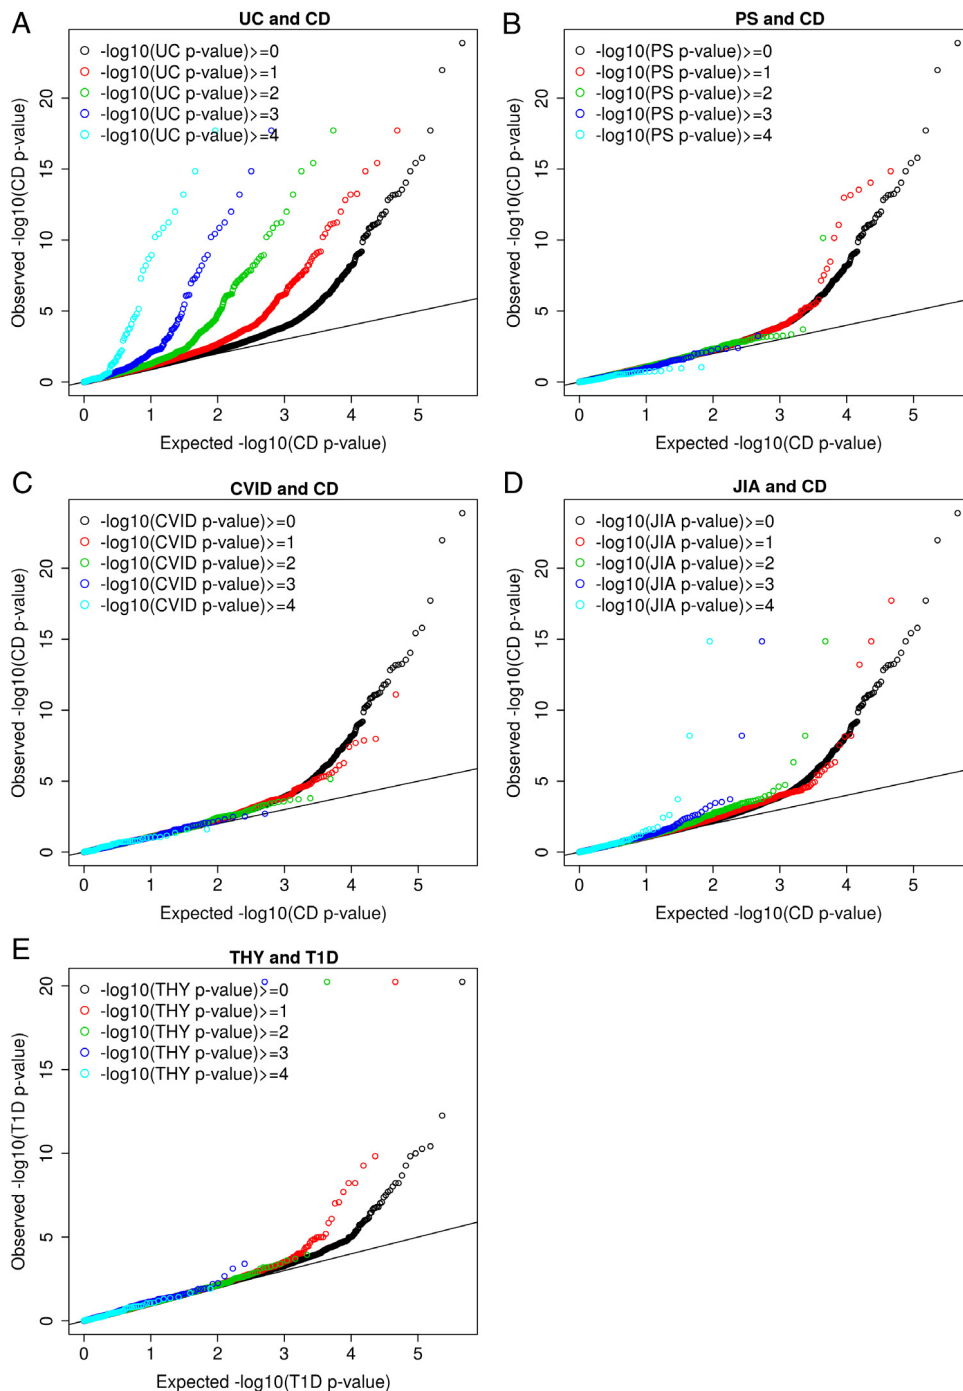 A
UC and CD
-log10(UC p-value)>=0
-log10(UC p-value)>=1
-log10(UC p-value)>=2
-log10(UC p-value)>=3
-log10(UC p-value)>=4
Observed -log10(CD p-value)
0 5 10 15 20
0 1 2 3 4 5
Expected -log10(CD p-value)
B
PS and CD
-log10(PS p-value)>=0
-log10(PS p-value)>=1
-log10(PS p-value)>=2
-log10(PS p-value)>=3
-log10(PS p-value)>=4
Observed -log10(CD p-value)
0 5 10 15 20
0 1 2 3 4 5
Expected -log10(CD p-value)
C
CVID and CD
-log10(CVID p-value)>=0
-log10(CVID p-value)>=1
-log10(CVID p-value)>=2
-log10(CVID p-value)>=3
-log10(CVID p-value)>=4
Observed -log10(CD p-value)
0 5 10 15 20
0 1 2 3 4 5
Expected -log10(CD p-value)
D
JIA and CD
-log10(JIA p-value)>=0
-log10(JIA p-value)>=1
-log10(JIA p-value)>=2
-log10(JIA p-value)>=3
-log10(JIA p-value)>=4
Observed -log10(CD p-value)
0 5 10 15 20
0 1 2 3 4 5
Expected -log10(CD p-value)
E
THY and T1D
-log10(THY p-value)>=0
-log10(THY p-value)>=1
-log10(THY p-value)>=2
-log10(THY p-value)>=3
-log10(THY p-value)>=4
Observed -log10(T1D p-value)
0 5 10 15 20
0 1 2 3 4 5
Expected -log10(T1D p-value)